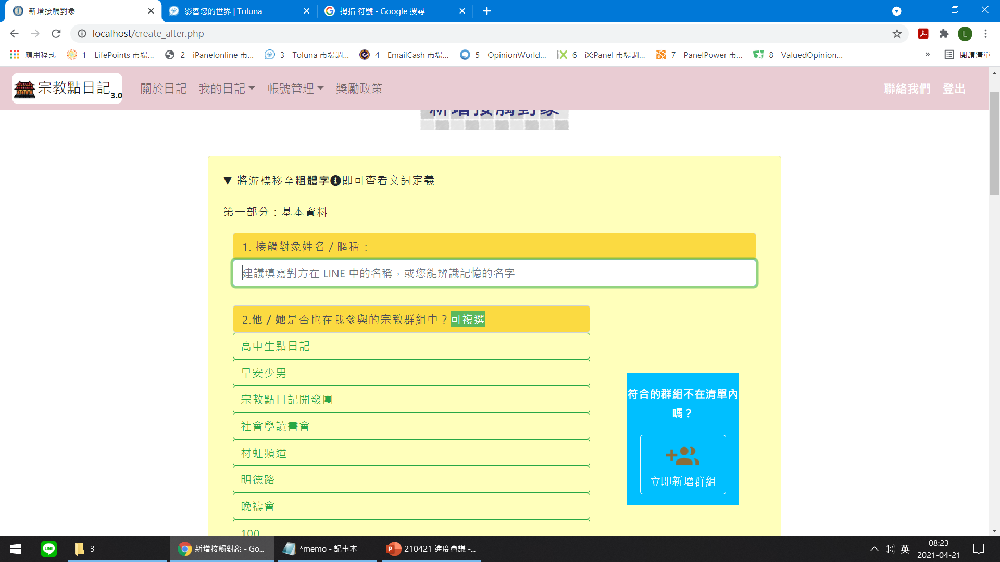 新增接觸對象
影響您的世界 | Toluna
拇指 符號 - Google 搜尋
localhost/create_alter.php
L
應用程式
1 LifePoints 市場...
2 iPanelonline 市...
3 Toluna 市場調...
4 EmailCash 市場...
5 OpinionWorld...
6 iX:Panel 市場調...
7 PanelPower 市...
8 ValuedOpinion...
»
閱讀清單
宗教點日記3.0
關於日記
我的日記
帳號管理
獎勵政策
聯絡我們
登出
新增接觸對象
▼ 將游標移至粗體字即可查看文詞定義
第一部分：基本資料
1. 接觸對象姓名 / 暱稱：
建議填寫對方在 LINE 中的名稱，或您能辨識記憶的名字
2.他 / 她是否也在我參與的宗教群組中？可複選
高中生點日記
早安少男
宗教點日記開發團
社會學讀書會
材虹頻道
明德路
晚禱會
100
符合的群組不在清單內
嗎？
立即新增群組
LINE
3
新增接觸對象 - Go...
*memo - 記事本
210421 進度會議 -...
英
08:23
2021-04-21